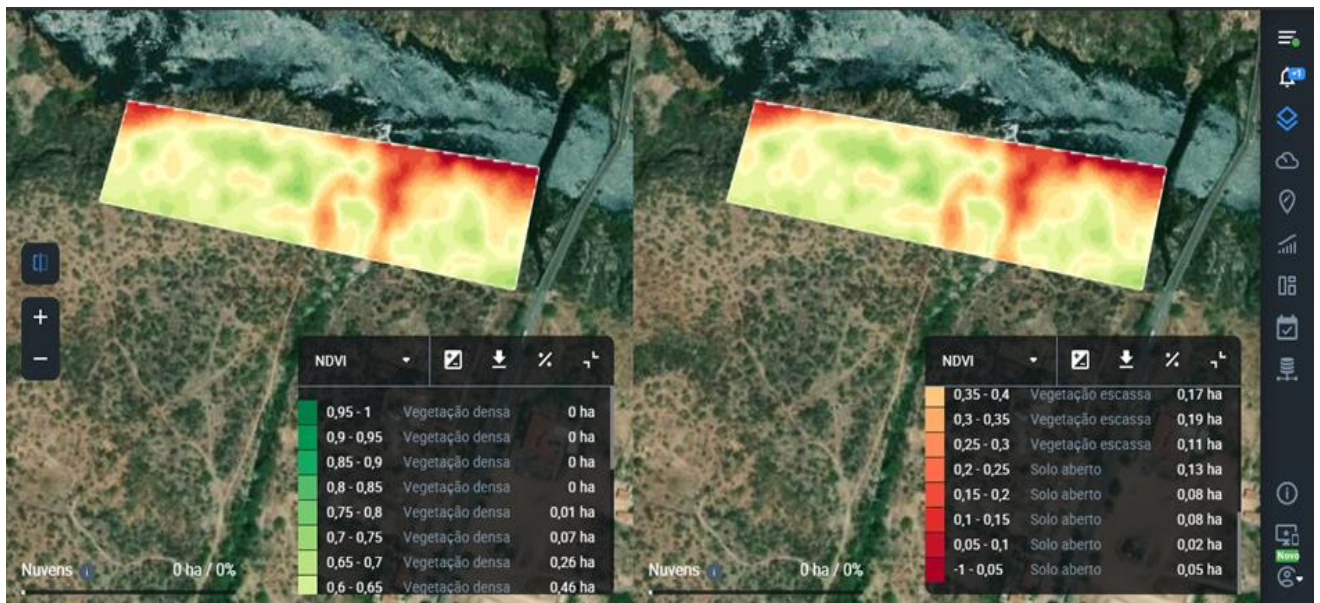 NDVI
0,95 - 1 Vegetação densa 0 ha
0,9 - 0,95 Vegetação densa 0 ha
0,85 - 0,9 Vegetação densa 0 ha
0,8 - 0,85 Vegetação densa 0 ha
0,75 - 0,8 Vegetação densa 0,01 ha
0,7 - 0,75 Vegetação densa 0,07 ha
0,65 - 0,7 Vegetação densa 0,26 ha
0,6 - 0,65 Vegetação densa 0,46 ha
Nuvens i 0 ha / 0%
NDVI
0,35 - 0,4 Vegetação escassa 0,17 ha
0,3 - 0,35 Vegetação escassa 0,19 ha
0,25 - 0,3 Vegetação escassa 0,11 ha
0,2 - 0,25 Solo aberto 0,13 ha
0,15 - 0,2 Solo aberto 0,08 ha
0,1 - 0,15 Solo aberto 0,08 ha
0,05 - 0,1 Solo aberto 0,02 ha
-1 - 0,05 Solo aberto 0,05 ha
Nuvens i 0 ha / 0%
+1
Novo